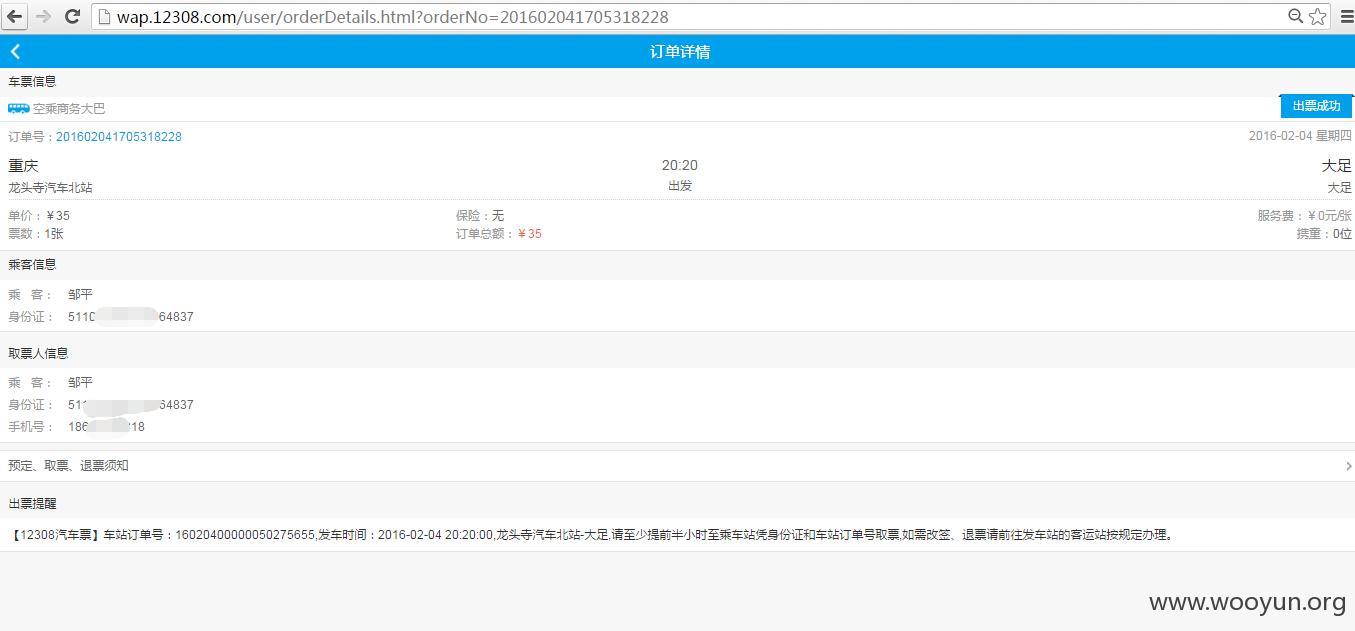 wap.12308.com/user/orderDetails.html?orderNo=201602041705318228
订单详情
车票信息
空乘商务大巴
出票成功
订单号：201602041705318228
2016-02-04 星期四
重庆 20:20 大足
龙头寺汽车北站 出发 大足
单价：¥35 保险：无 服务费：¥0元/张
票数：1张 订单总额：¥35 携童：0位
乘客信息
乘 客： 邹平
身份证： 5110 64837
取票人信息
乘 客： 邹平
身份证： 511 64837
手机号： 186 18
预定、取票、退票须知
出票提醒
【12308汽车票】车站订单号：16020400000050275655,发车时间：2016-02-04 20:20:00,龙头寺汽车北站-大足,请至少提前半小时至乘车站凭身份证和车站订单号取票,如需改签、退票请前往发车站的客运站按规定办理。
www.wooyun.org